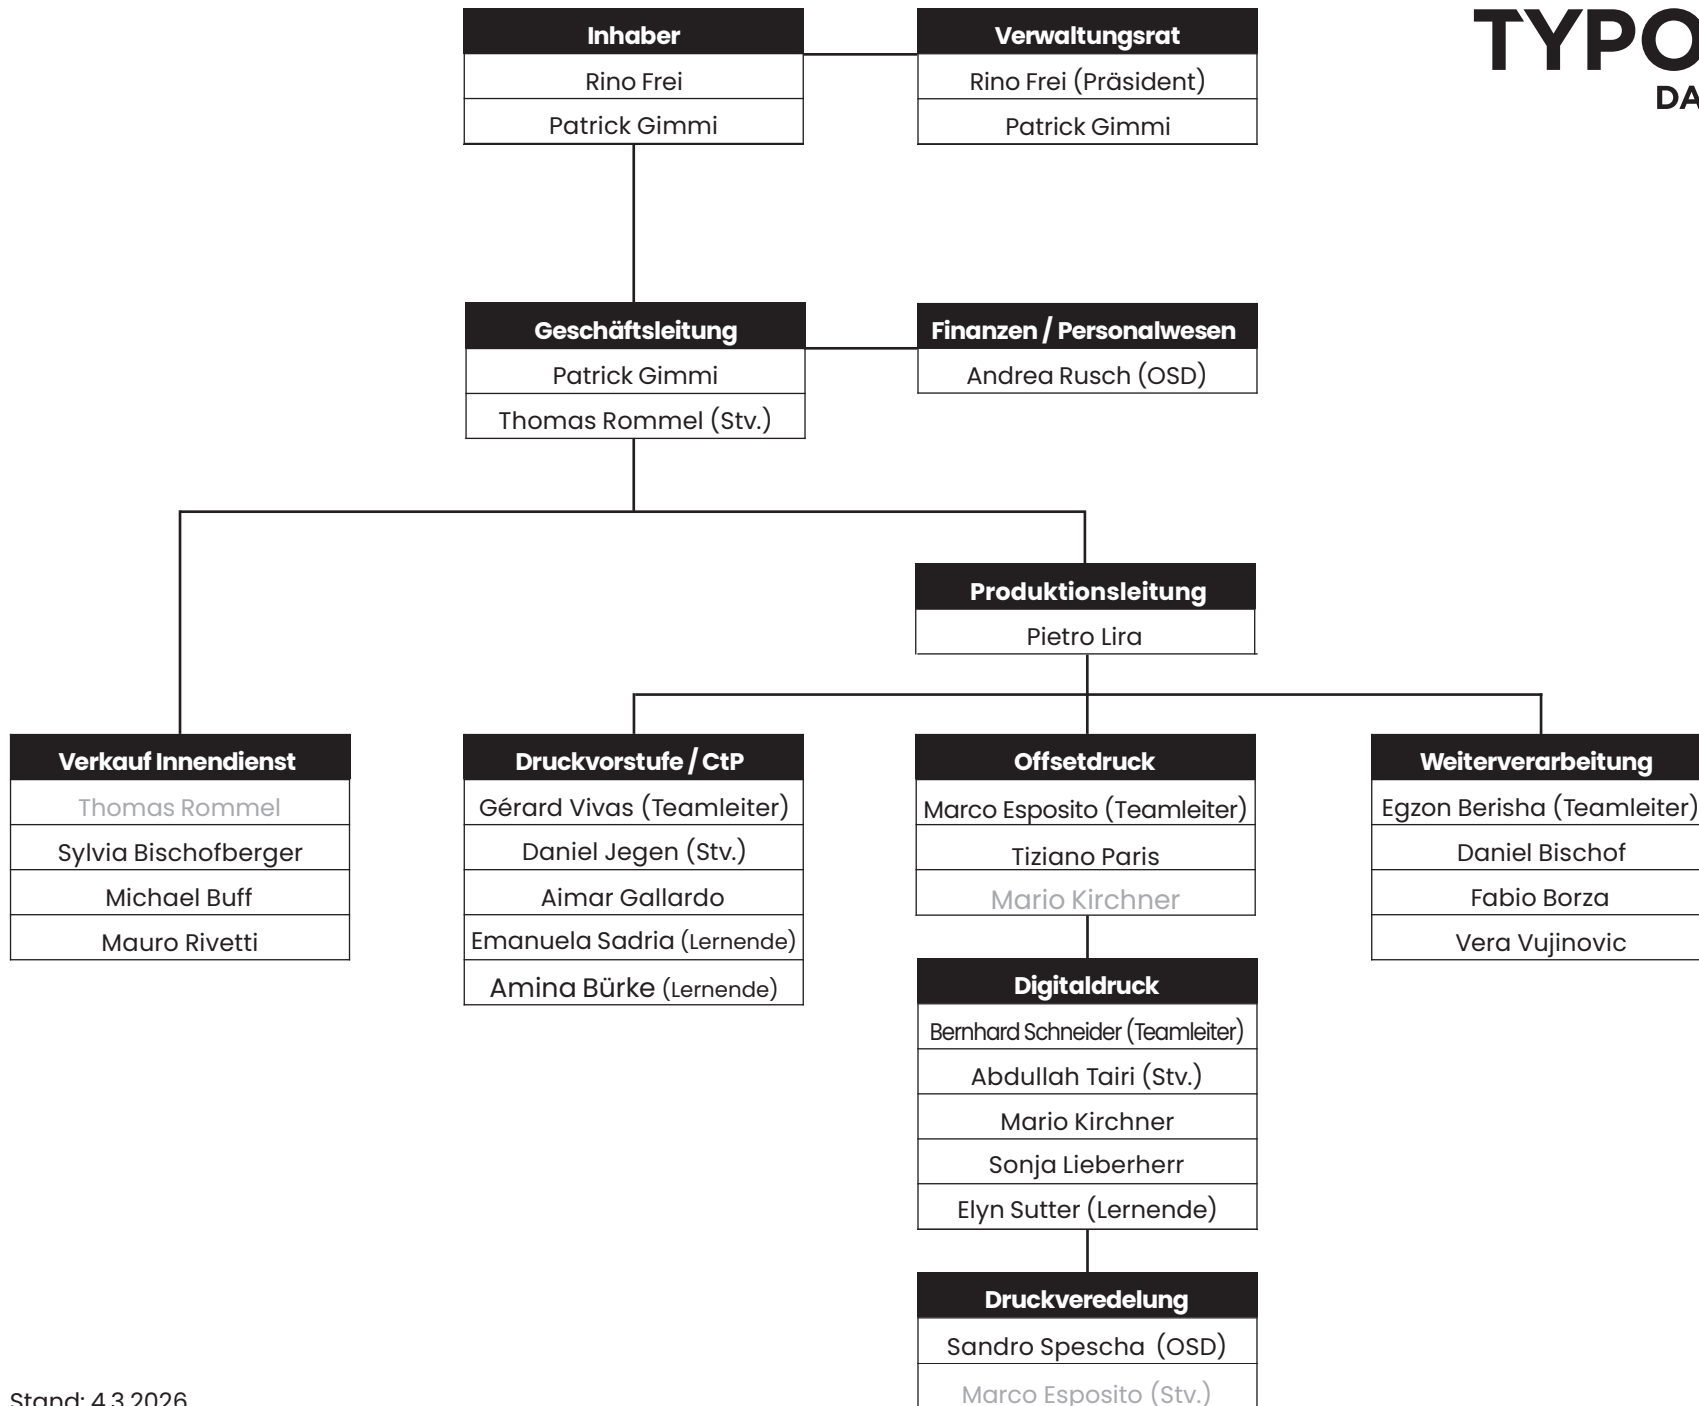 Inhaber
Rino Frei
Patrick Gimmi
Verwaltungsrat
Rino Frei (Präsident)
Patrick Gimmi
TYPO
DA
Geschäftsleitung
Patrick Gimmi
Thomas Rommel (Stv.)
Finanzen / Personalwesen
Andrea Rusch (OSD)
Produktionsleitung
Pietro Lira
Verkauf Innendienst
Thomas Rommel
Sylvia Bischofberger
Michael Buff
Mauro Rivetti
Druckvorstufe / CtP
Gérard Vivas (Teamleiter)
Daniel Jegen (Stv.)
Aimar Gallardo
Emanuela Sadria (Lernende)
Amina Bürke (Lernende)
Offsetdruck
Marco Esposito (Teamleiter)
Tiziano Paris
Mario Kirchner
Digitaldruck
Bernhard Schneider (Teamleiter)
Abdullah Tairi (Stv.)
Mario Kirchner
Sonja Lieberherr
Elyn Sutter (Lernende)
Druckveredelung
Sandro Spescha (OSD)
Marco Esposito (Stv.)
Weiterverarbeitung
Egzon Berisha (Teamleiter)
Daniel Bischof
Fabio Borza
Vera Vujinovic
Stand: 4.3.2026